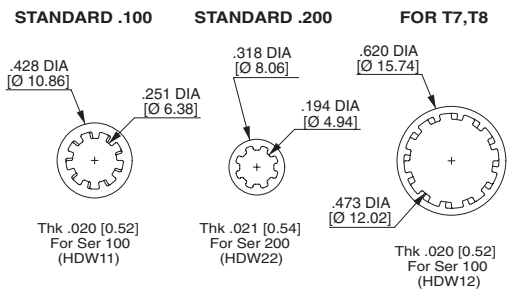 STANDARD .100
.428 DIA
[Ø 10.86]
.251 DIA
[Ø 6.38]
Thk .020 [0.52]
For Ser 100
(HDW11)
STANDARD .200
.318 DIA
[Ø 8.06]
.194 DIA
[Ø 4.94]
Thk .021 [0.54]
For Ser 200
(HDW22)
FOR T7,T8
.620 DIA
[Ø 15.74]
.473 DIA
[Ø 12.02]
Thk .020 [0.52]
For Ser 100
(HDW12)